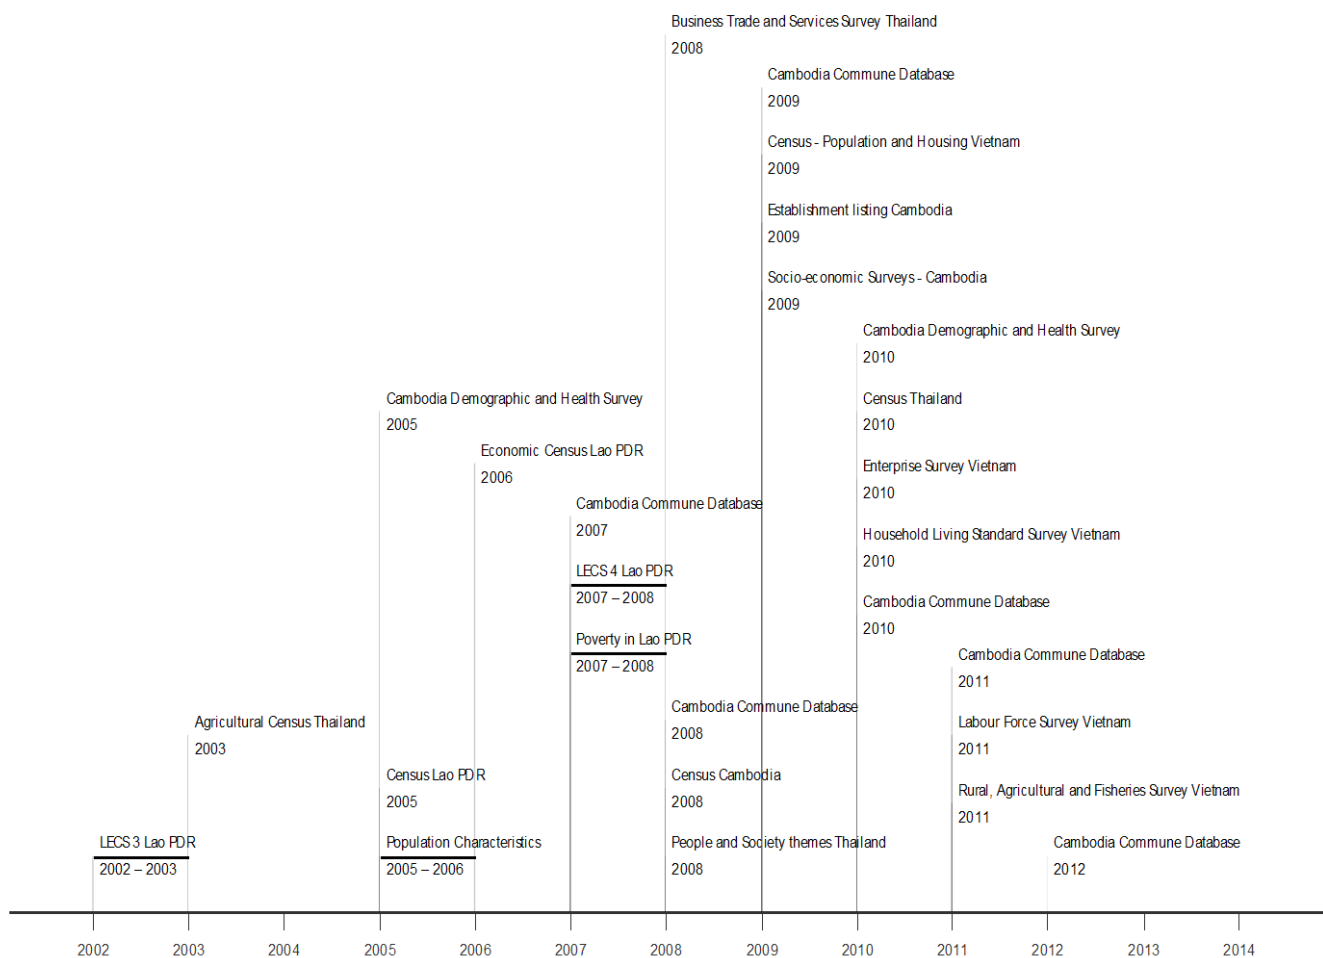 Business Trade and Services Survey Thailand
2008
Cambodia Commune Database
2009
Census - Population and Housing Vietnam
2009
Establishment listing Cambodia
2009
Socio-economic Surveys - Cambodia
2009
Cambodia Demographic and Health Survey
2010
Cambodia Demographic and Health Survey
2005
Census Thailand
2010
Economic Census Lao PDR
2006
Enterprise Survey Vietnam
2010
Cambodia Commune Database
2007
Household Living Standard Survey Vietnam
2010
LECS 4 Lao PDR
2007 – 2008
Cambodia Commune Database
2010
Poverty in Lao PDR
2007 – 2008
Cambodia Commune Database
2011
Cambodia Commune Database
2008
Agricultural Census Thailand
2003
Labour Force Survey Vietnam
2011
Census Lao PDR
2005
Census Cambodia
2008
Rural, Agricultural and Fisheries Survey Vietnam
2011
LECS 3 Lao PDR
2002 – 2003
Population Characteristics
2005 – 2006
People and Society themes Thailand
2008
Cambodia Commune Database
2012
2002 2003 2004 2005 2006 2007 2008 2009 2010 2011 2012 2013 2014